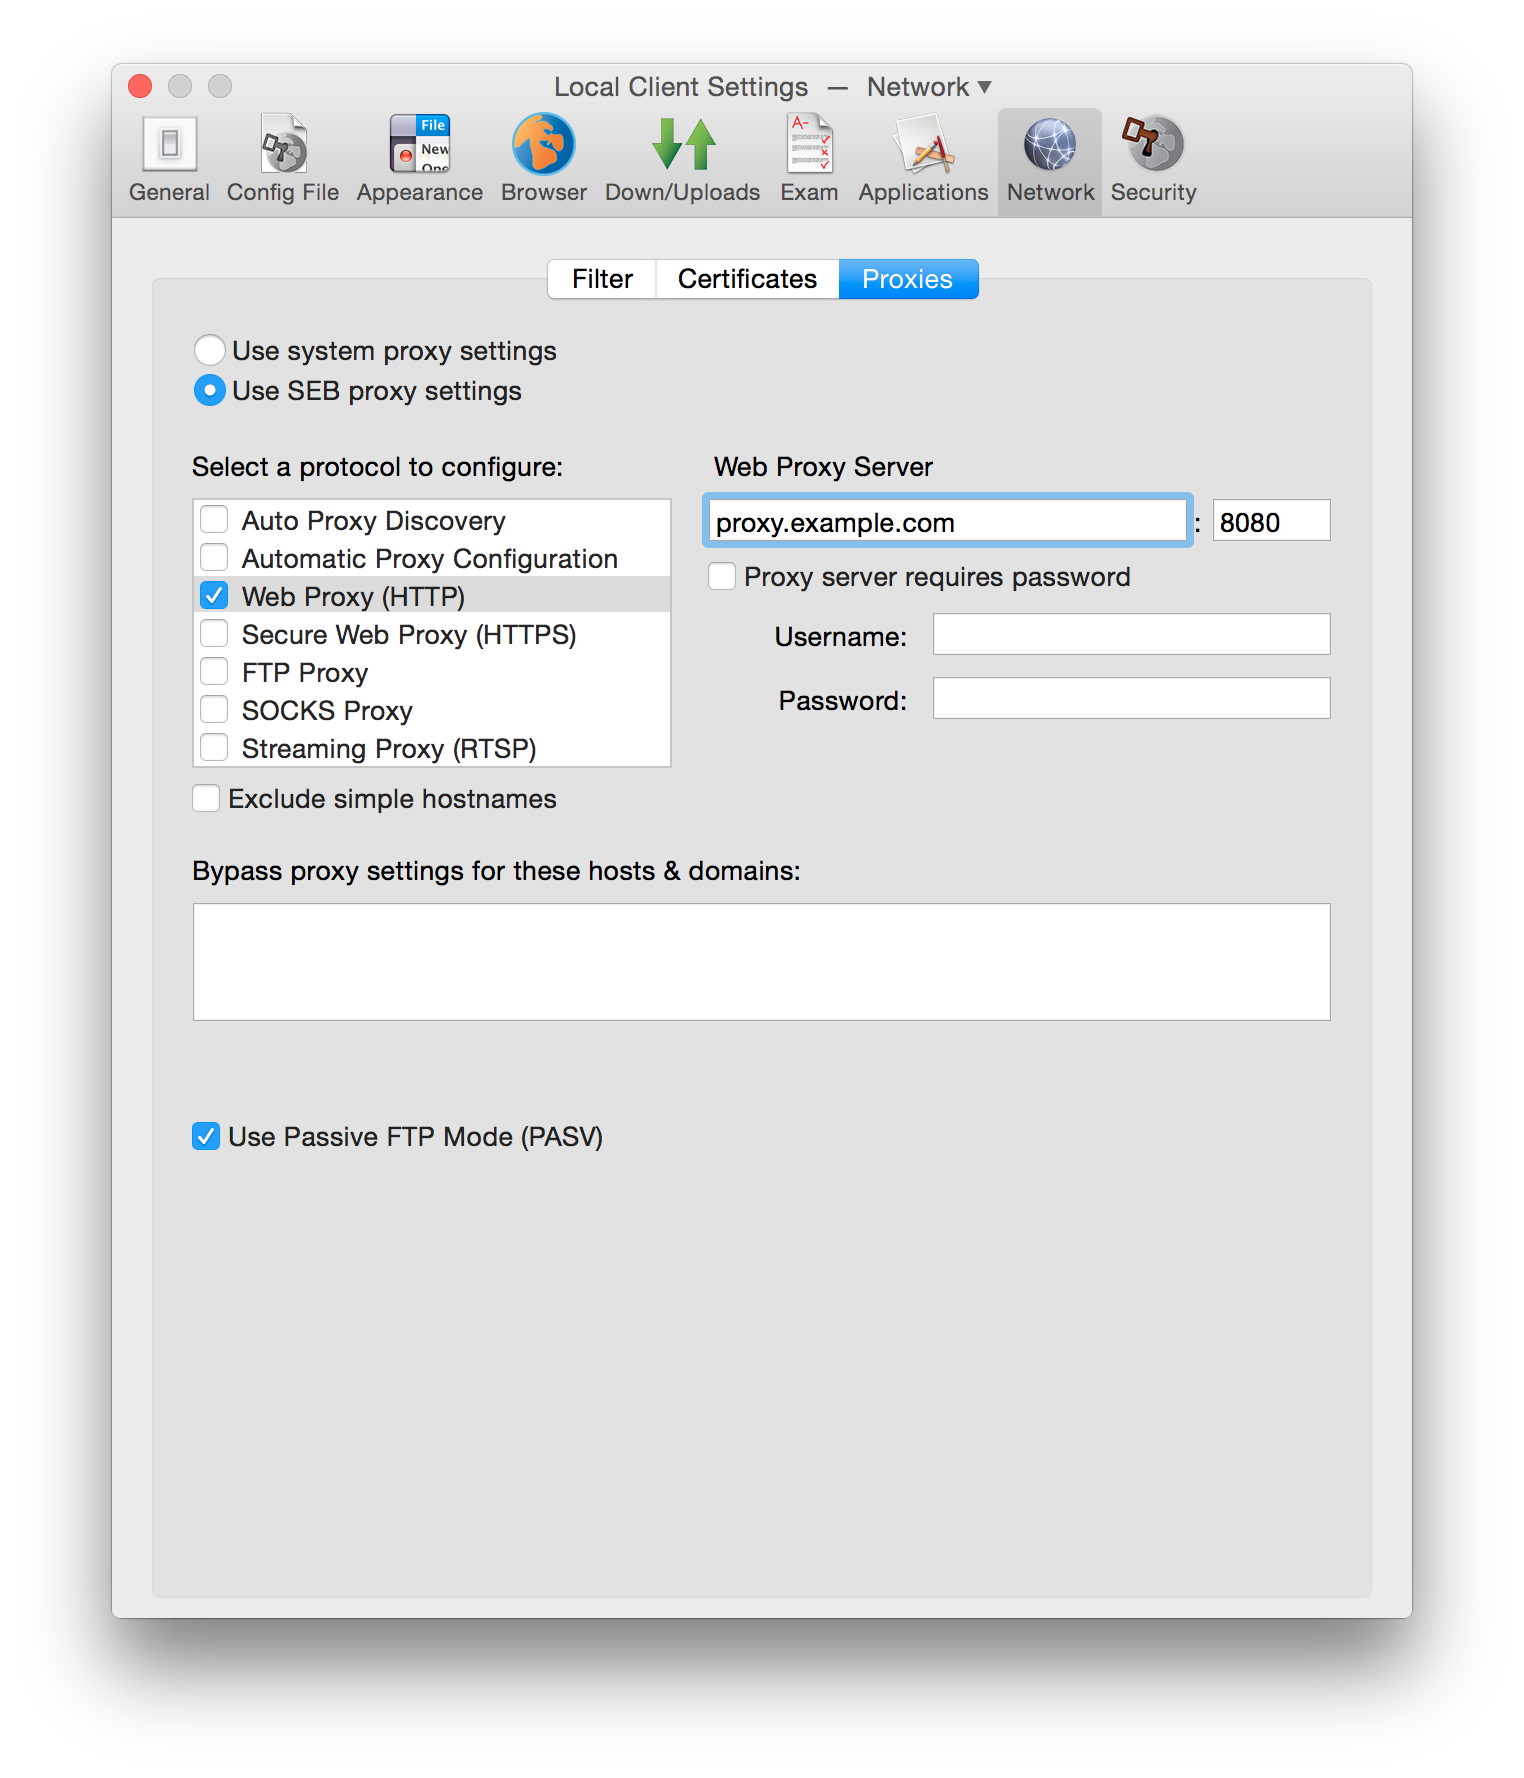 Local Client Settings — Network ▾
File
New
A-
General Config File Appearance Browser Down/Uploads Exam Applications Network Security
Filter Certificates Proxies
Use system proxy settings
Use SEB proxy settings
Select a protocol to configure:
Web Proxy Server
Auto Proxy Discovery
proxy.example.com : 8080
Automatic Proxy Configuration
Proxy server requires password
Web Proxy (HTTP)
Secure Web Proxy (HTTPS)
Username:
FTP Proxy
SOCKS Proxy
Password:
Streaming Proxy (RTSP)
Exclude simple hostnames
Bypass proxy settings for these hosts & domains:
Use Passive FTP Mode (PASV)